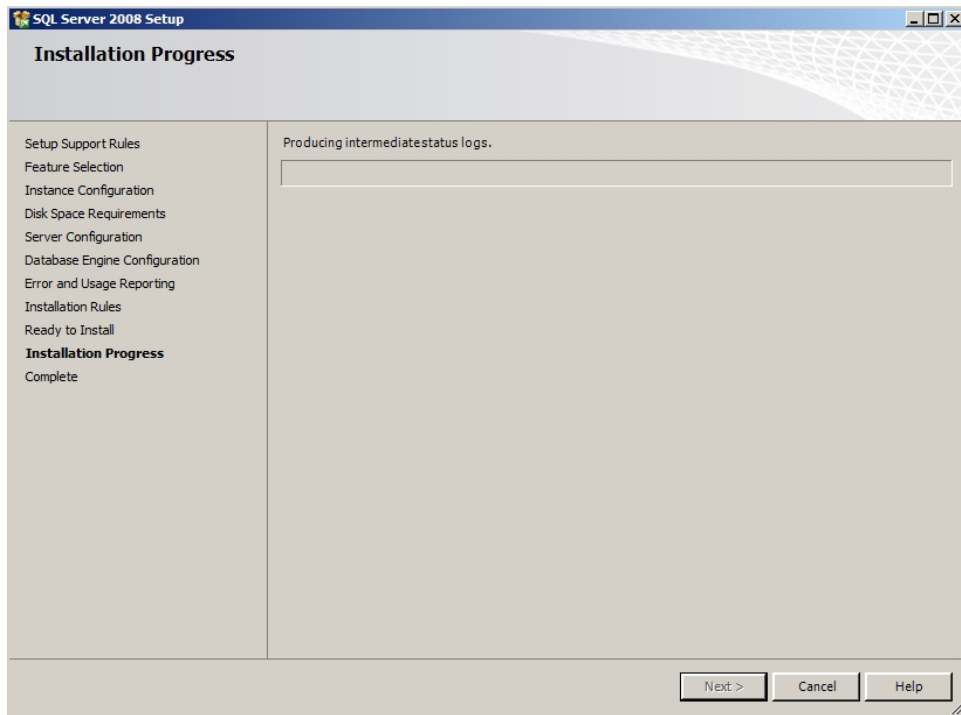 SQL Server 2008 Setup
Installation Progress
Setup Support Rules
Feature Selection
Instance Configuration
Disk Space Requirements
Server Configuration
Database Engine Configuration
Error and Usage Reporting
Installation Rules
Ready to Install
Installation Progress
Complete
Producing intermediatestatus logs.
Next >
Cancel
Help